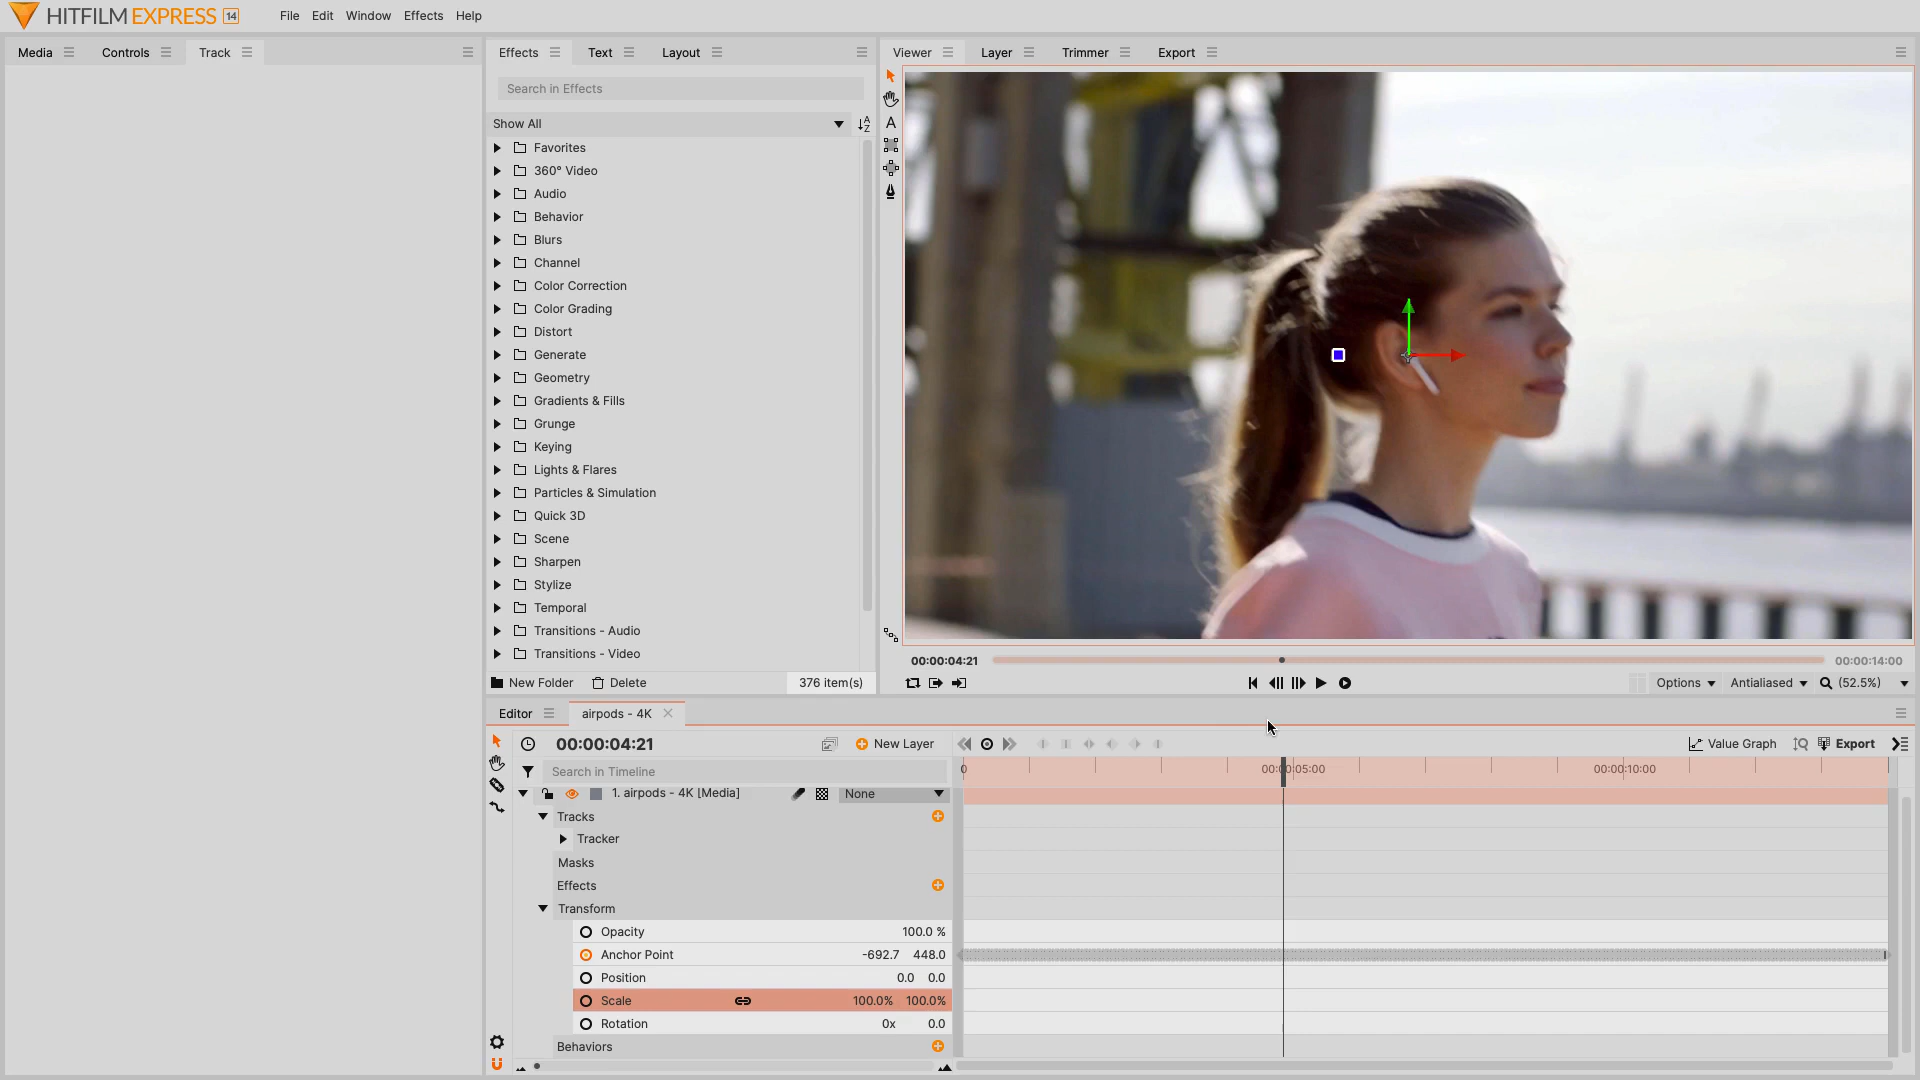 HITFILM EXPRESS 14
File Edit Window Effects Help
Media Controls Track
Effects Text Layout
Viewer Layer Trimmer Export
Search in Effects
Show All
A
Z
Favorites
360º Video
Audio
Behavior
Blurs
Channel
Color Correction
Color Grading
Distort
Generate
Geometry
Gradients & Fills
Grunge
Keying
Lights & Flares
Particles & Simulation
Quick 3D
Scene
Sharpen
Stylize
Temporal
Transitions - Audio
Transitions - Video
New Folder Delete 376 item(s)
A
00:00:04:21 00:00:14:00
Options Antialiased (52.5%)
Editor airpods - 4K
00:00:04:21 New Layer Value Graph Export
Search in Timeline
0 00:00:05:00 00:00:10:00
1. airpods - 4K [Media] None
Tracks
Tracker
Masks
Effects
Transform
Opacity 100.0 %
Anchor Point -692.7 448.0
Position 0.0 0.0
Scale 100.0% 100.0%
Rotation 0x 0.0
Behaviors